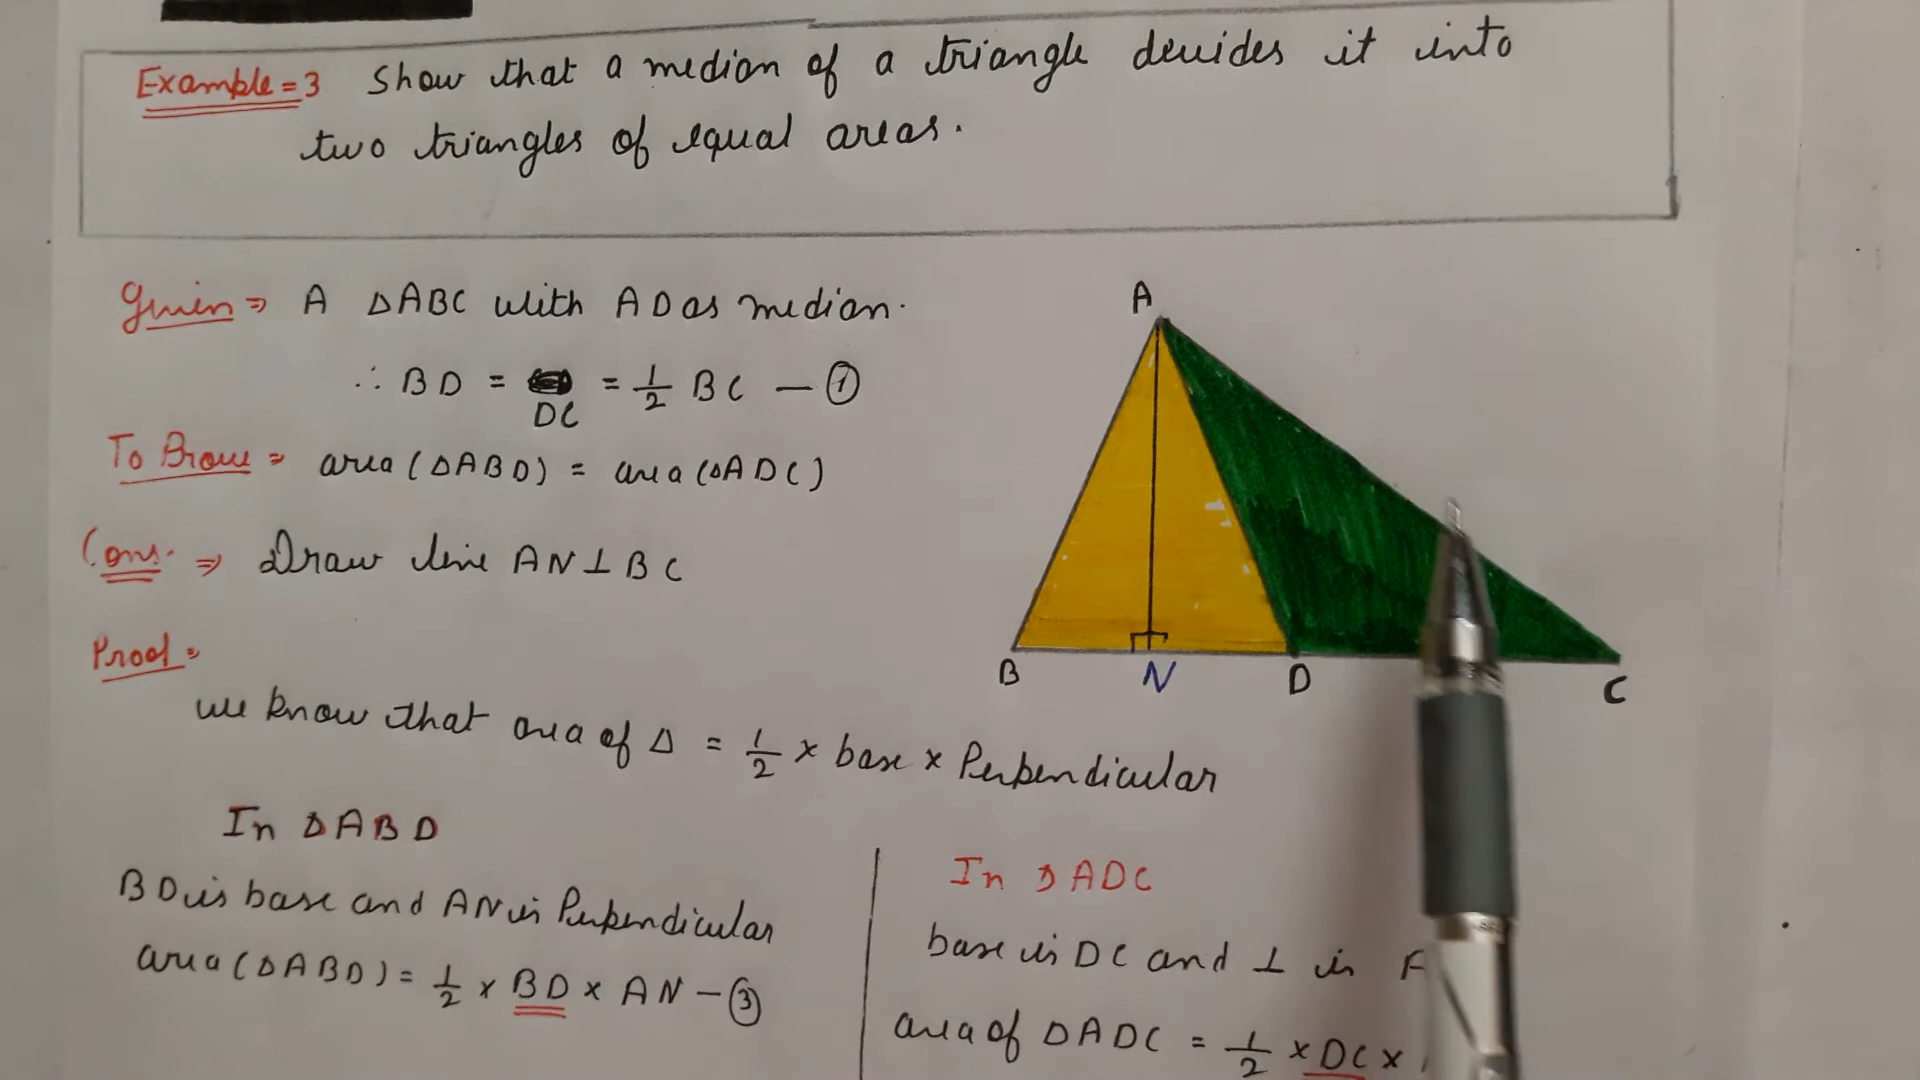 Example=3 Show that a median of a triangle devides it into
two triangles of equal areas.
Given ⇒ A ΔABC with AD as median.
∴ BD = DC = 1/2 BC — ①
To Prove ⇒ area (ΔABD) = area (ΔADC)
Cons. ⇒ Draw line AN ⊥ BC
Proof ⇒
we know that area of Δ = 1/2 × base × Perpendicular
In ΔABD
BD is base and AN is Perpendicular
area (ΔABD) = 1/2 × BD × AN — ③
In ΔADC
base is DC and ⊥ is
area of ΔADC = 1/2 × DC ×
A
B
N
D
C